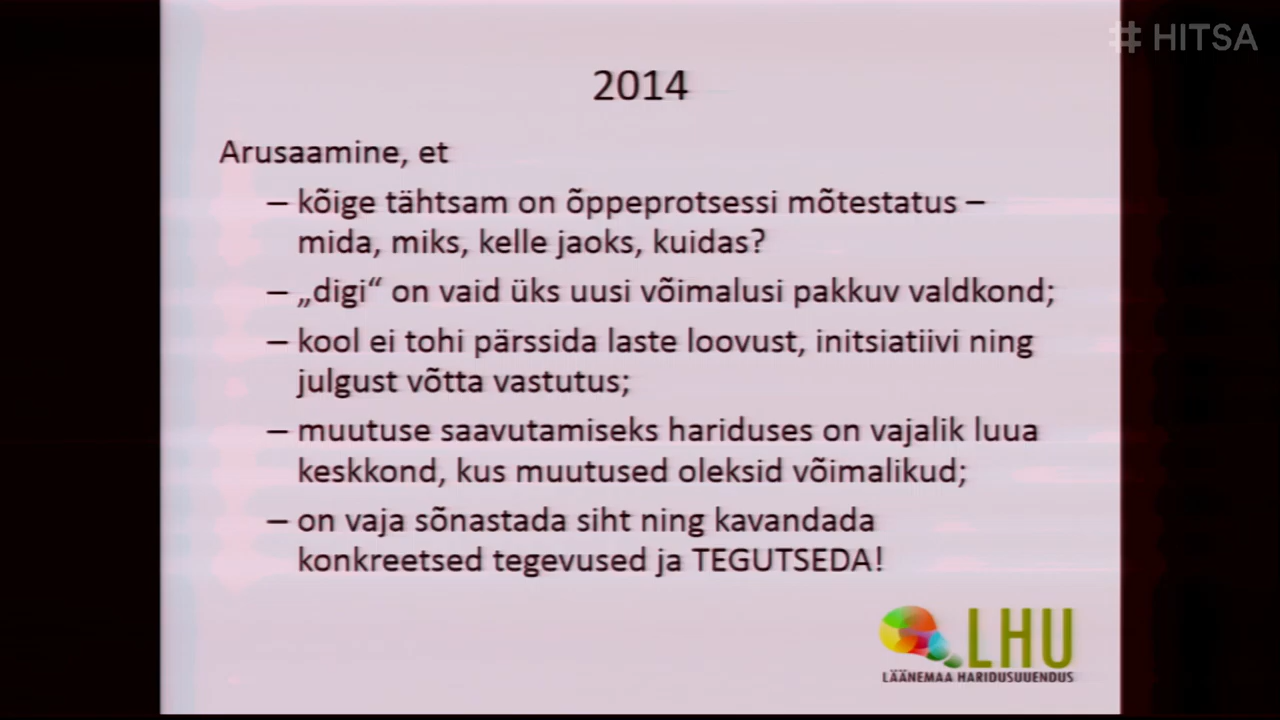 # HITSA
2014
Arusaamine, et
– kõige tähtsam on õppeprotsessi mõtestatus –
mida, miks, kelle jaoks, kuidas?
– „digi“ on vaid üks uusi võimalusi pakkuv valdkond;
– kool ei tohi pärssida laste loovust, initsiatiivi ning
julgust võtta vastutus;
– muutuse saavutamiseks hariduses on vajalik luua
keskkond, kus muutused oleksid võimalikud;
– on vaja sõnastada siht ning kavandada
konkreetsed tegevused ja TEGUTSEDA!
LHU
LÄÄNEMAA HARIDUSUUENDUS